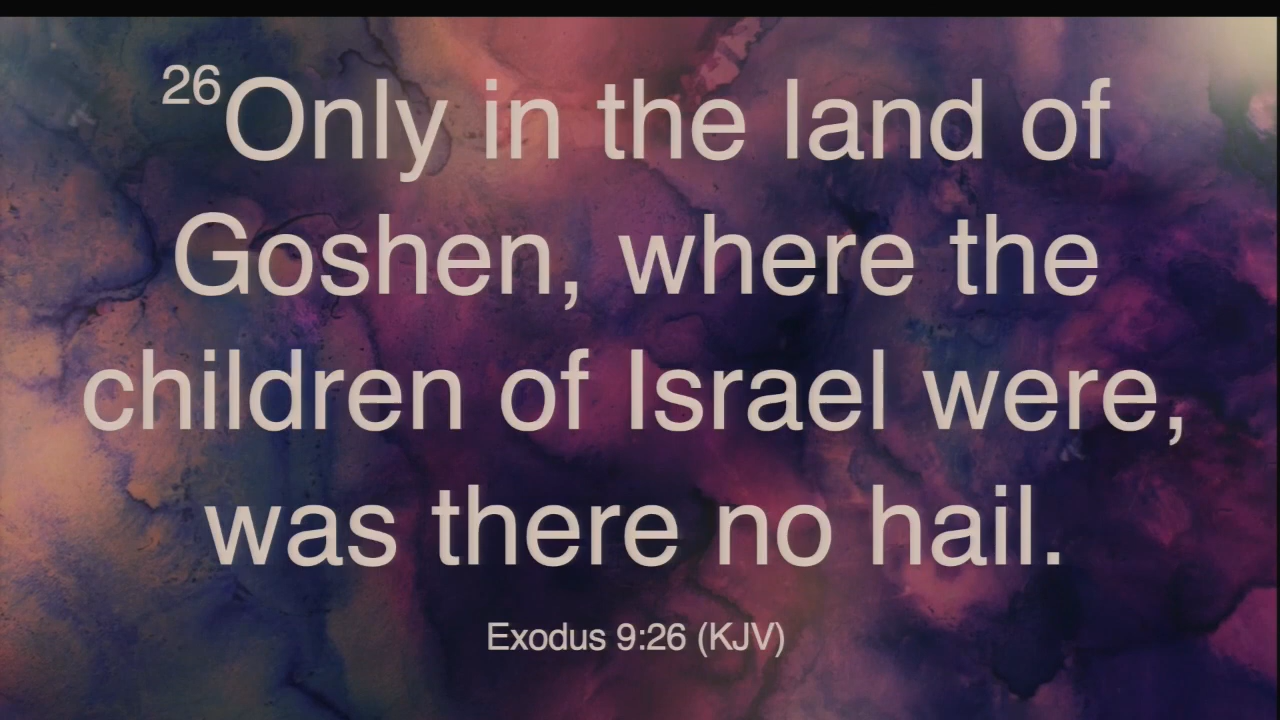 26Only in the land of
Goshen, where the
children of Israel were,
was there no hail.
Exodus 9:26 (KJV)